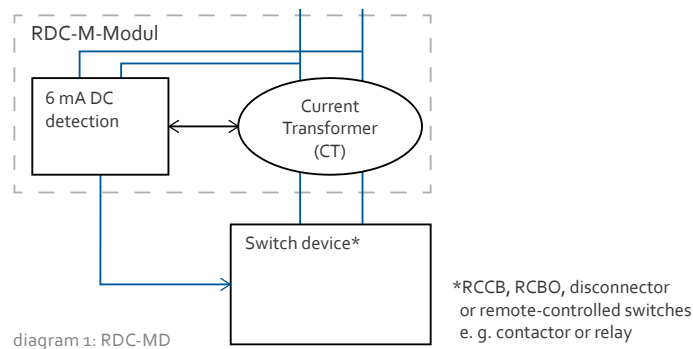 RDC-M-Modul
6 mA DC
detection
Current
Transformer
(CT)
Switch device*
*RCCB, RCBO, disconnector
or remote-controlled switches
e. g. contactor or relay
diagram 1: RDC-MD